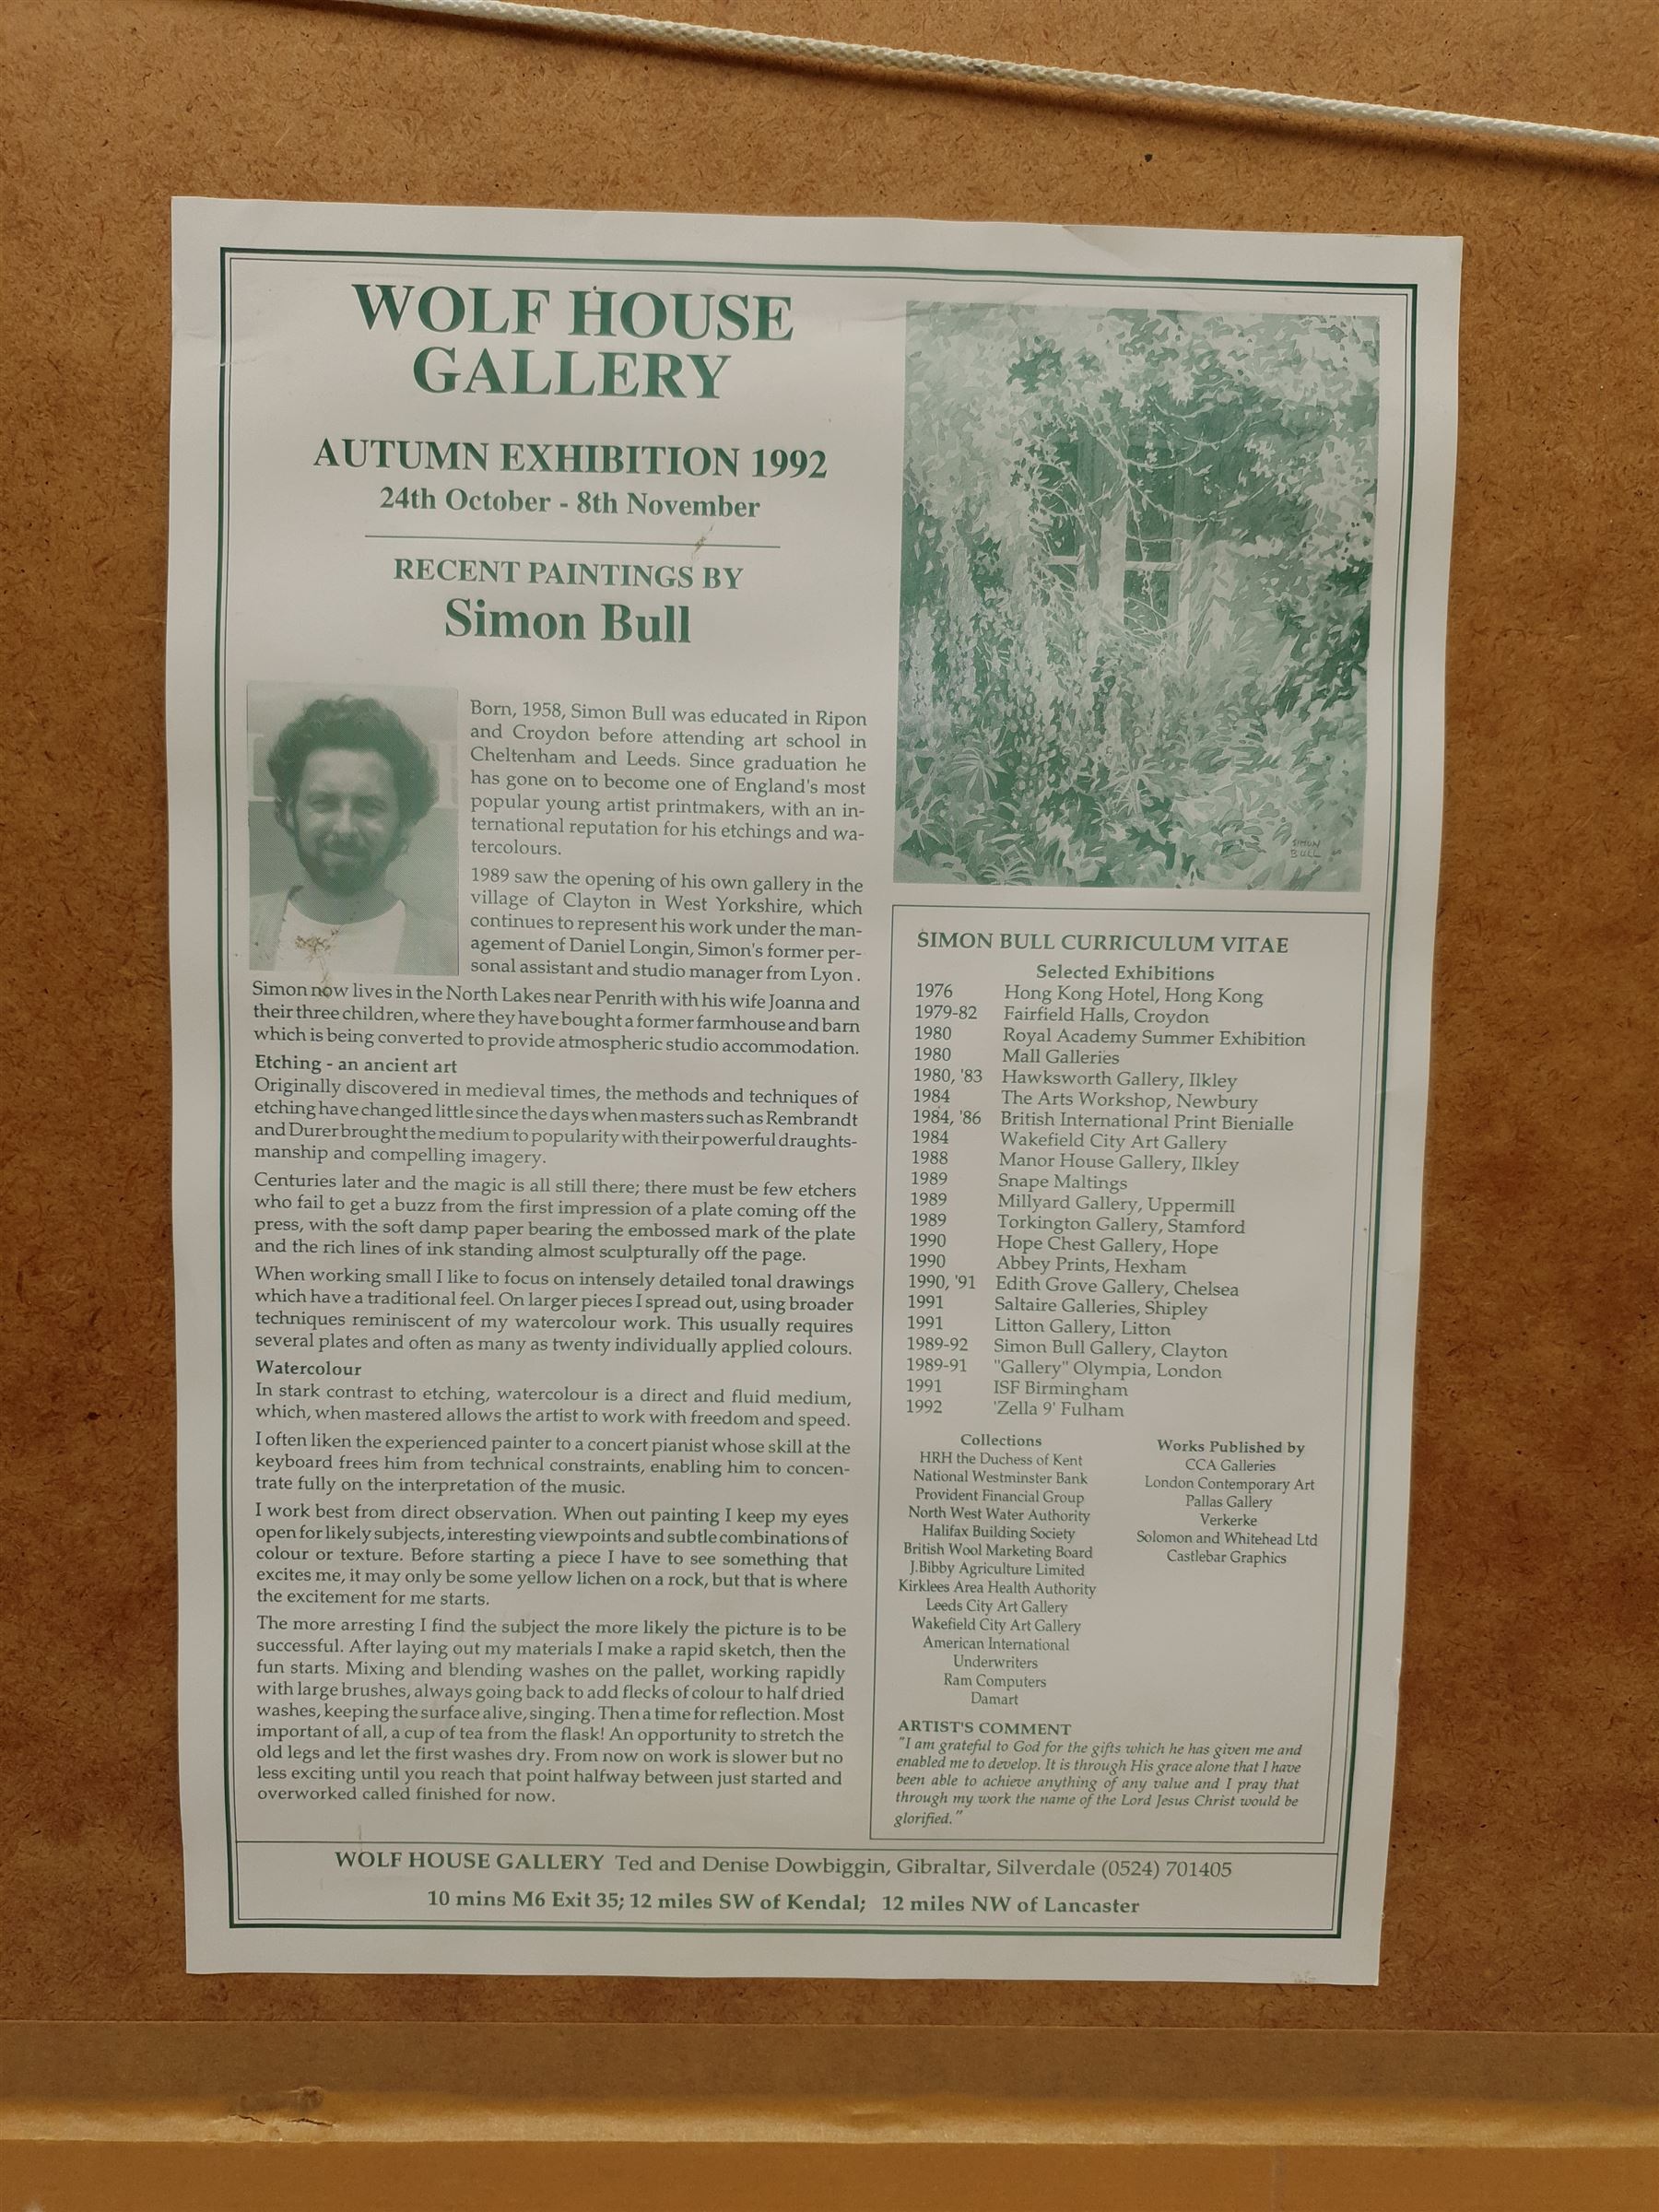 WOLF HOUSE
GALLERY
AUTUMN EXHIBITION 1992
24th October - 8th November
RECENT PAINTINGS BY
Simon Bull
Born, 1958, Simon Bull was educated in Ripon
and Croydon before attending art school in
Cheltenham and Leeds. Since graduation he
has gone on to become one of England's most
popular young artist printmakers, with an in-
ternational reputation for his etchings and wa-
tercolours.
1989 saw the opening of his own gallery in the
village of Clayton in West Yorkshire, which
continues to represent his work under the man-
agement of Daniel Longin, Simon's former per-
sonal assistant and studio manager from Lyon.
Simon now lives in the North Lakes near Penrith with his wife Joanna and
their three children, where they have bought a former farmhouse and barn
which is being converted to provide atmospheric studio accommodation.
Etching - an ancient art
Originally discovered in medieval times, the methods and techniques of
etching have changed little since the days when masters such as Rembrandt
and Durer brought the medium to popularity with their powerful draughts-
manship and compelling imagery.
Centuries later and the magic is all still there; there must be few etchers
who fail to get a buzz from the first impression of a plate coming off the
press, with the soft damp paper bearing the embossed mark of the plate
and the rich lines of ink standing almost sculpturally off the page.
When working small I like to focus on intensely detailed tonal drawings
which have a traditional feel. On larger pieces I spread out, using broader
techniques reminiscent of my watercolour work. This usually requires
several plates and often as many as twenty individually applied colours.
Watercolour
In stark contrast to etching, watercolour is a direct and fluid medium,
which, when mastered allows the artist to work with freedom and speed.
I often liken the experienced painter to a concert pianist whose skill at the
keyboard frees him from technical constraints, enabling him to concen-
trate fully on the interpretation of the music.
I work best from direct observation. When out painting I keep my eyes
open for likely subjects, interesting viewpoints and subtle combinations of
colour or texture. Before starting a piece I have to see something that
excites me, it may only be some yellow lichen on a rock, but that is where
the excitement for me starts.
The more arresting I find the subject the more likely the picture is to be
successful. After laying out my materials I make a rapid sketch, then the
fun starts. Mixing and blending washes on the pallet, working rapidly
with large brushes, always going back to add flecks of colour to half dried
washes, keeping the surface alive, singing. Then a time for reflection. Most
important of all, a cup of tea from the flask! An opportunity to stretch the
old legs and let the first washes dry. From now on work is slower but no
less exciting until you reach that point halfway between just started and
overworked called finished for now.
SIMON
BULL
SIMON BULL CURRICULUM VITAE
Selected Exhibitions
1976 Hong Kong Hotel, Hong Kong
1979-82 Fairfield Halls, Croydon
1980 Royal Academy Summer Exhibition
1980 Mall Galleries
1980, '83 Hawksworth Gallery, Ilkley
1984 The Arts Workshop, Newbury
1984, '86 British International Print Bienialle
1984 Wakefield City Art Gallery
1988 Manor House Gallery, Ilkley
1989 Snape Maltings
1989 Millyard Gallery, Uppermill
1989 Torkington Gallery, Stamford
1990 Hope Chest Gallery, Hope
1990 Abbey Prints, Hexham
1990, '91 Edith Grove Gallery, Chelsea
1991 Saltaire Galleries, Shipley
1991 Litton Gallery, Litton
1989-92 Simon Bull Gallery, Clayton
1989-91 "Gallery" Olympia, London
1991 ISF Birmingham
1992 'Zella 9' Fulham
Collections
HRH the Duchess of Kent
National Westminster Bank
Provident Financial Group
North West Water Authority
Halifax Building Society
British Wool Marketing Board
J.Bibby Agriculture Limited
Kirklees Area Health Authority
Leeds City Art Gallery
Wakefield City Art Gallery
American International
Underwriters
Ram Computers
Damart
Works Published by
CCA Galleries
London Contemporary Art
Pallas Gallery
Verkerke
Solomon and Whitehead Ltd
Castlebar Graphics
ARTIST'S COMMENT
"I am grateful to God for the gifts which he has given me and
enabled me to develop. It is through His grace alone that I have
been able to achieve anything of any value and I pray that
through my work the name of the Lord Jesus Christ would be
glorified."
WOLF HOUSE GALLERY Ted and Denise Dowbiggin, Gibraltar, Silverdale (0524) 701405
10 mins M6 Exit 35; 12 miles SW of Kendal; 12 miles NW of Lancaster